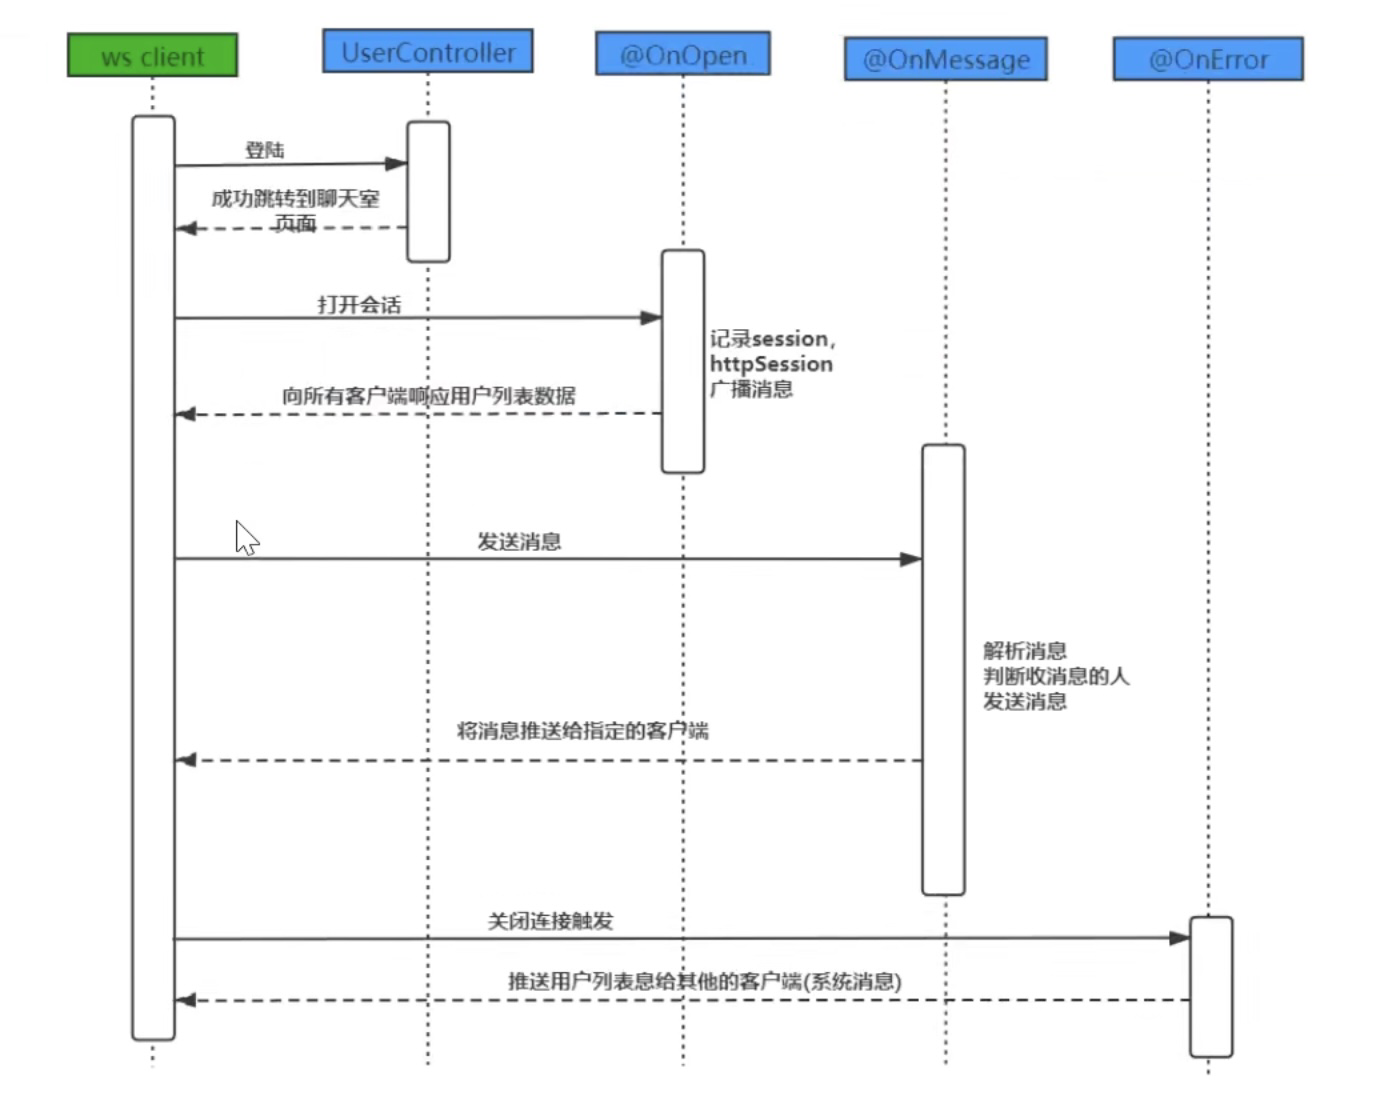 ws client
UserController
@OnOpen
@OnMessage
@OnError
登陆
成功跳转到聊天室
页面
打开会话
记录session,
httpSession
广播消息
向所有客户端响应用户列表数据
发送消息
解析消息
判断收消息的人
发送消息
将消息推送给指定的客户端
关闭连接触发
推送用户列表息给其他的客户端(系统消息)